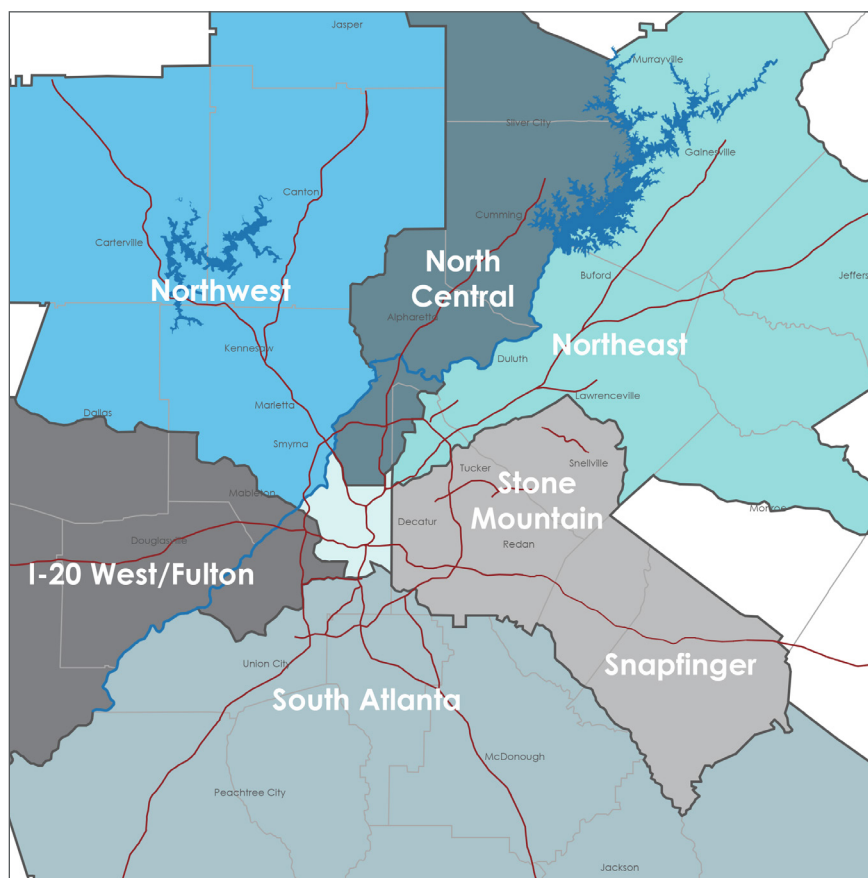 Jasper
Murrayville
Silver City
Gainesville
Canton
Cumming
Carterville
North
Central
Northwest
Buford
Jeffers
Alpharetta
Northeast
Kennesaw
Duluth
Lawrenceville
Marietta
Dallas
Smyrna
Snellville
Tucker
Stone
Mountain
Mableton
Monroe
Decatur
Douglasville
Redan
I-20 West/Fulton
Union City
Snapfinger
South Atlanta
McDonough
Peachtree City
Jackson